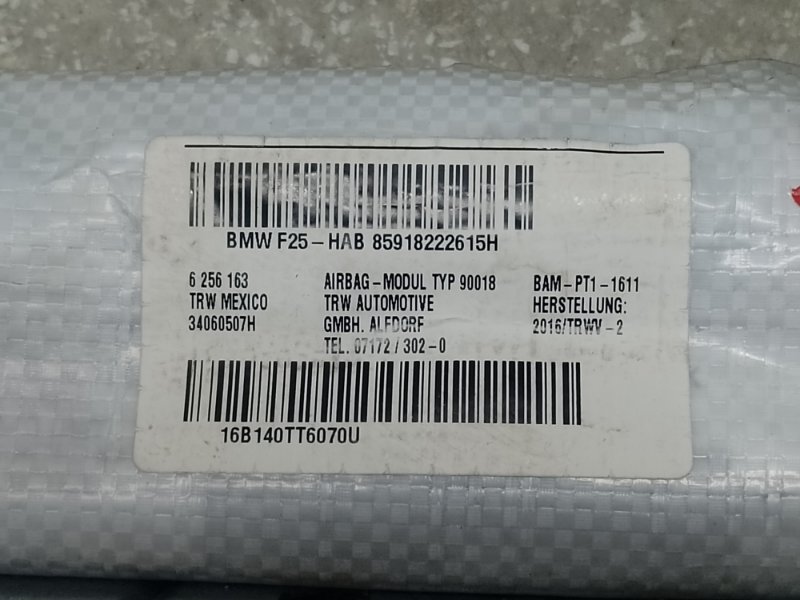 BMW F25-HAB 85918222615H
6 256 163 AIRBAG-MODUL TYP 90018 BAM-PT1-1611
TRW MEXICO TRW AUTOMOTIVE HERSTELLUNG:
34060507H GMBH. ALFDORF 2016/TRWV-2
TEL. 07172/302-0
16B140TT6070U